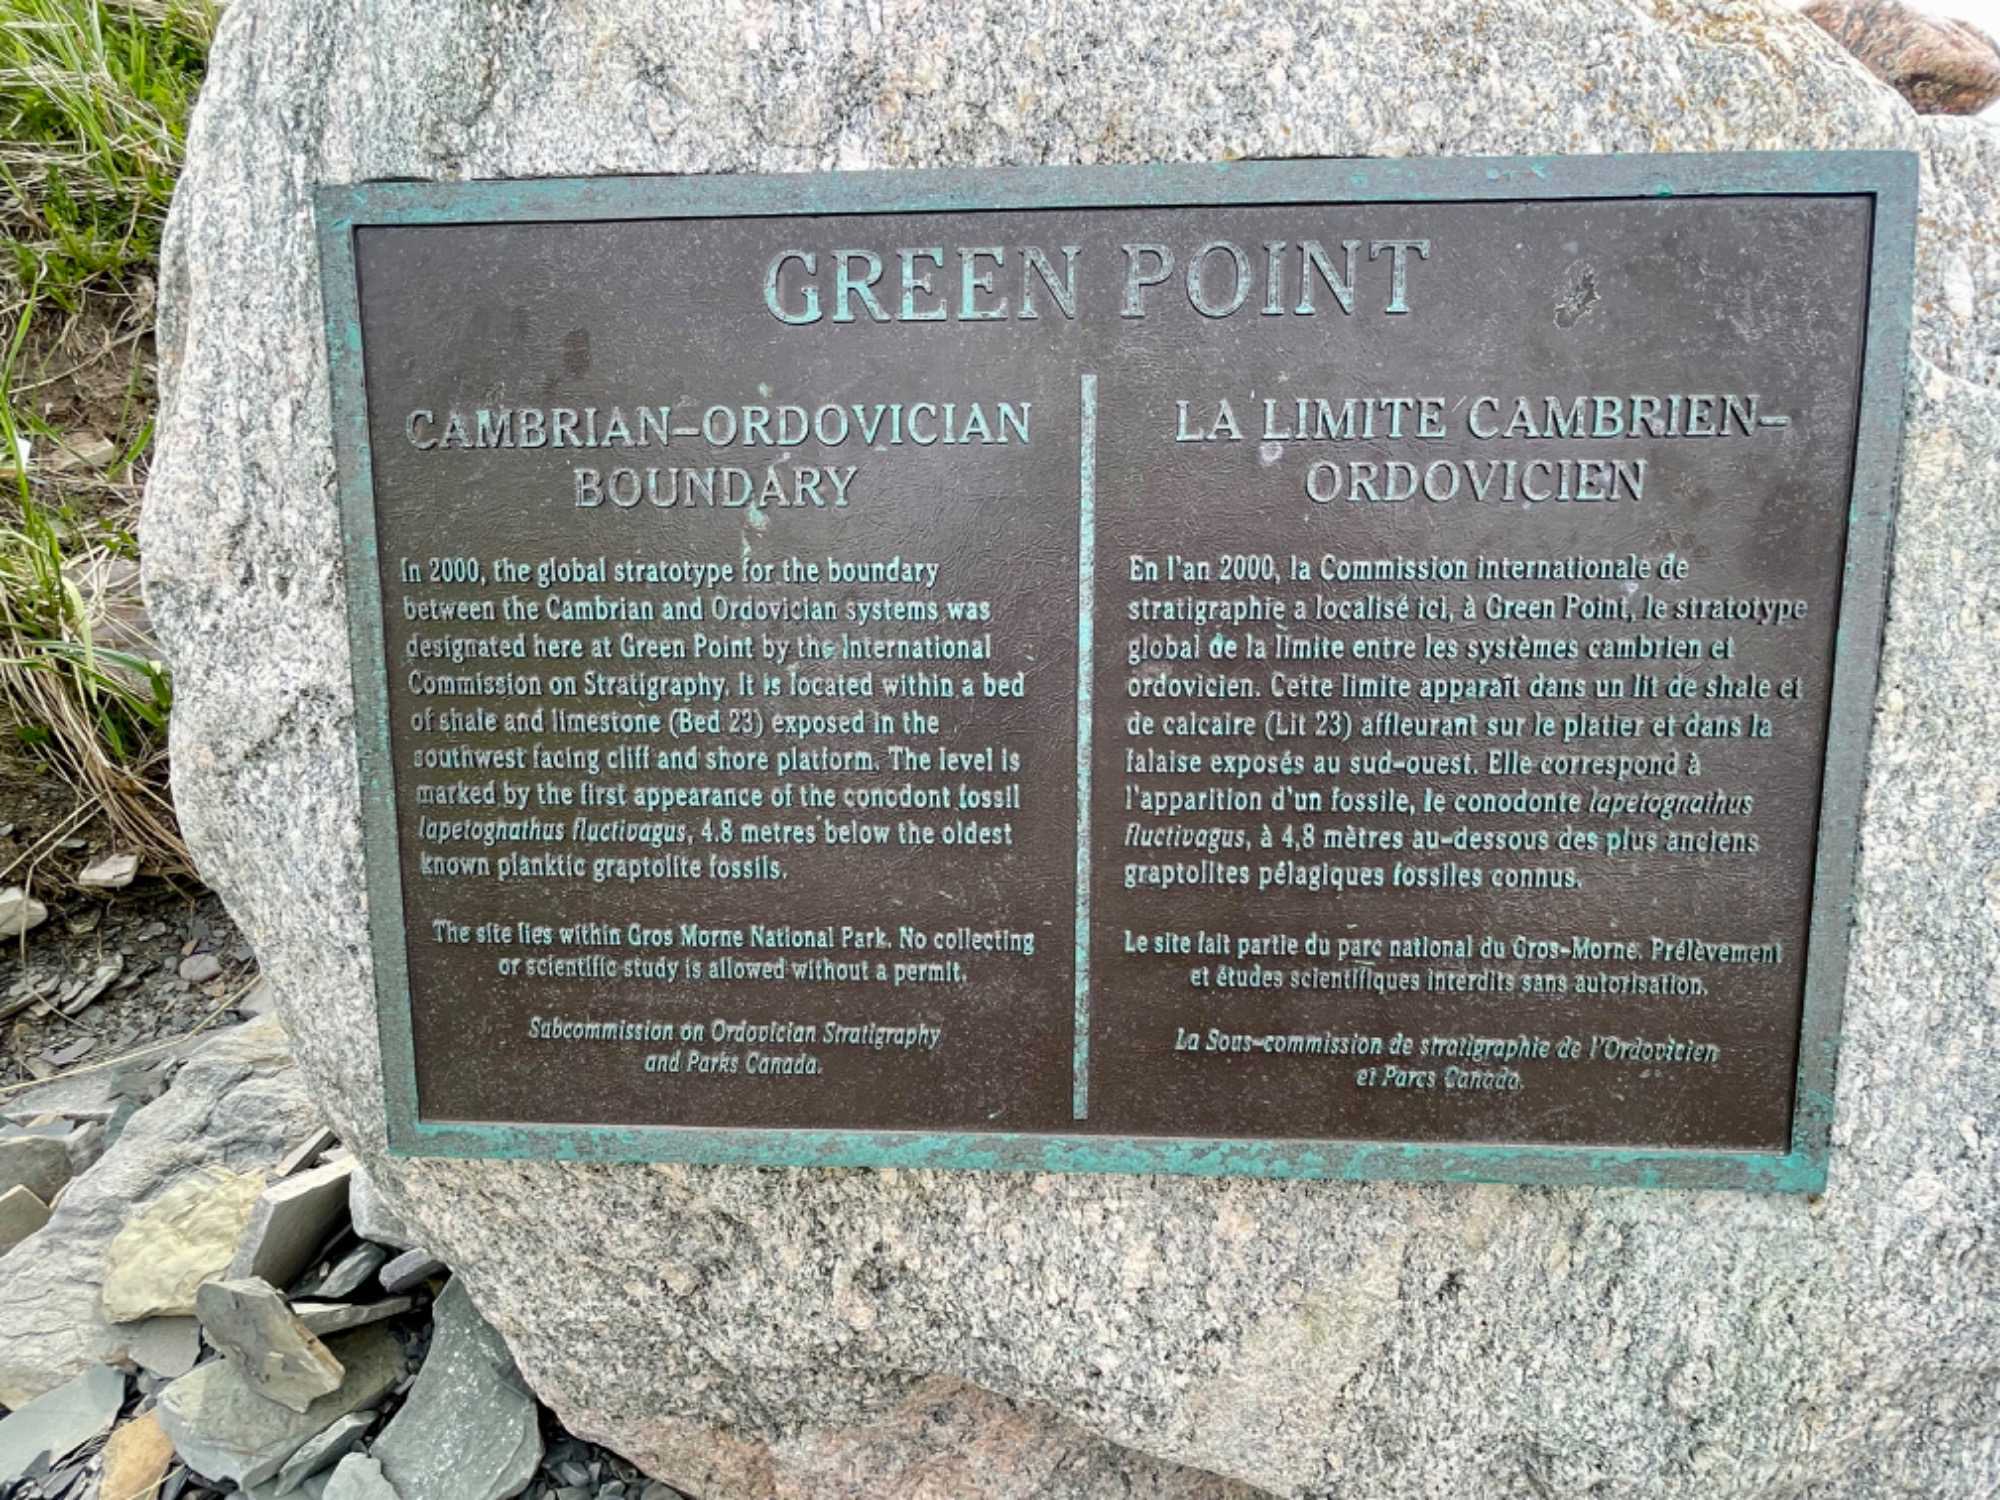 GREEN POINT
CAMBRIAN–ORDOVICIAN
BOUNDARY
In 2000, the global stratotype for the boundary
between the Cambrian and Ordovician systems was
designated here at Green Point by the International
Commission on Stratigraphy. It is located within a bed
of shale and limestone (Bed 23) exposed in the
southwest facing cliff and shore platform. The level is
marked by the first appearance of the conodont fossil
Iapetognathus fluctivagus, 4.8 metres below the oldest
known planktic graptolite fossils.
The site lies within Gros Morne National Park. No collecting
or scientific study is allowed without a permit.
Subcommission on Ordovician Stratigraphy
and Parks Canada.
LA LIMITE CAMBRIEN–
ORDOVICIEN
En l'an 2000, la Commission internationale de
stratigraphie a localisé ici, à Green Point, le stratotype
global de la limite entre les systèmes cambrien et
ordovicien. Cette limite apparaît dans un lit de shale et
de calcaire (Lit 23) affleurant sur le platier et dans la
falaise exposés au sud-ouest. Elle correspond à
l'apparition d'un fossile, le conodonte Iapetognathus
fluctivagus, à 4,8 mètres au-dessous des plus anciens
graptolites pélagiques fossiles connus.
Le site fait partie du parc national du Gros-Morne. Prélèvement
et études scientifiques interdits sans autorisation.
La Sous-commission de stratigraphie de l'Ordovicien
et Parcs Canada.